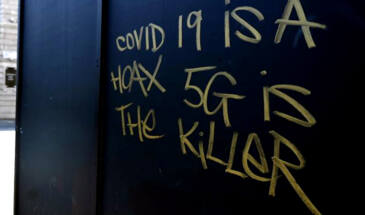 COVID 19 iS A
HOAX 5G iS
THE KiLLER